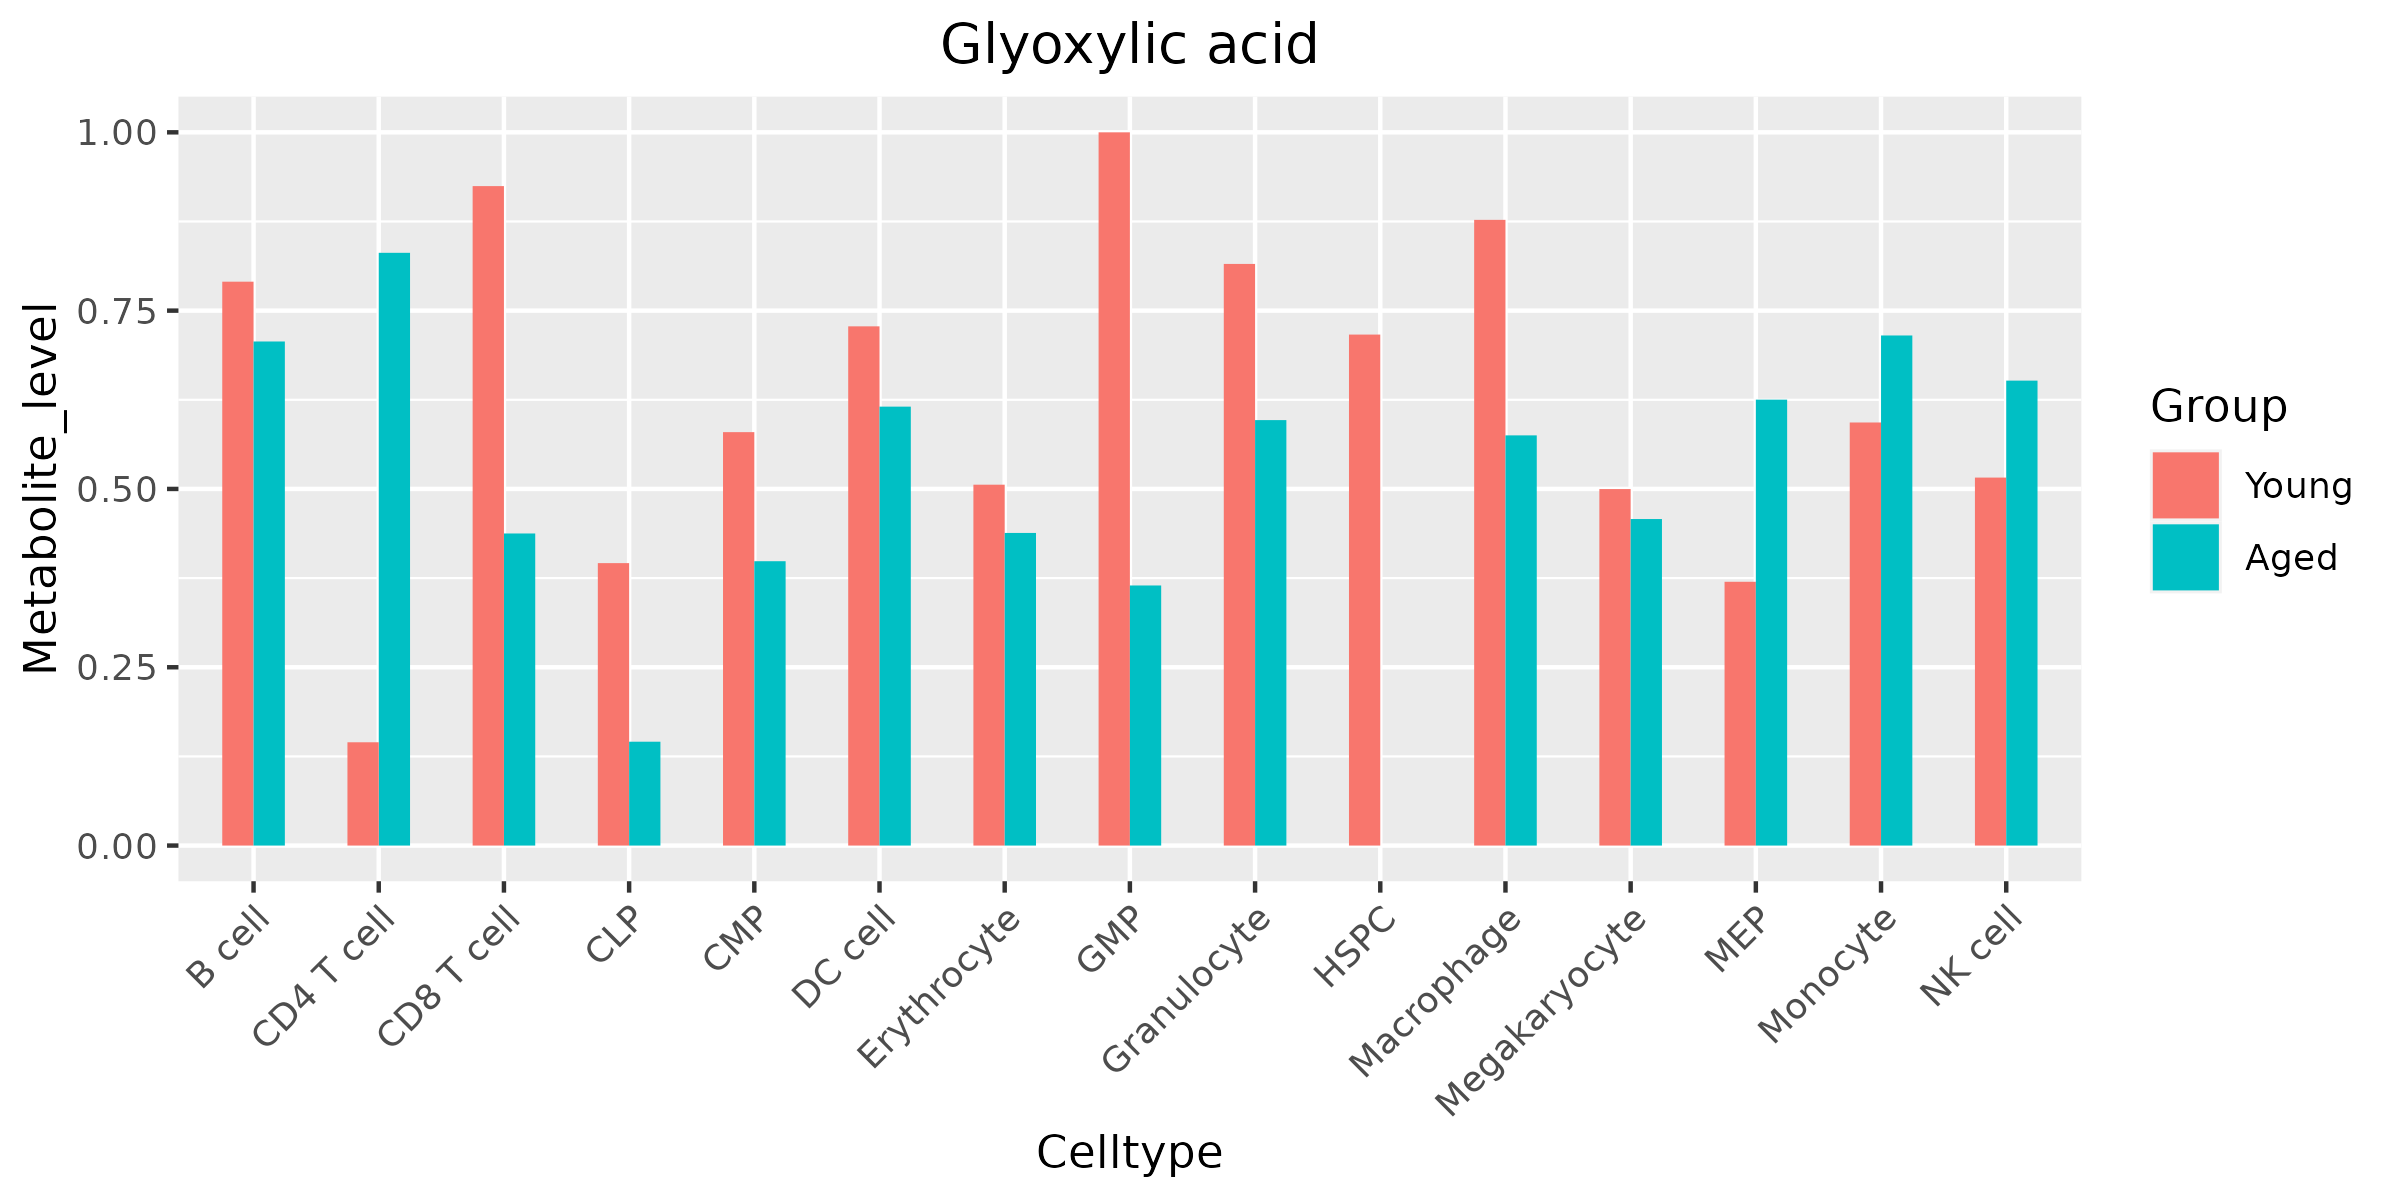 Glyoxylic acid
Metabolite_level
1.00
0.75
0.50
0.25
0.00
B cell
CD4 T cell
CD8 T cell
CLP
CMP
DC cell
Erythrocyte
GMP
Granulocyte
HSPC
Macrophage
Megakaryocyte
MEP
Monocyte
NK cell
Celltype
Group
Young
Aged